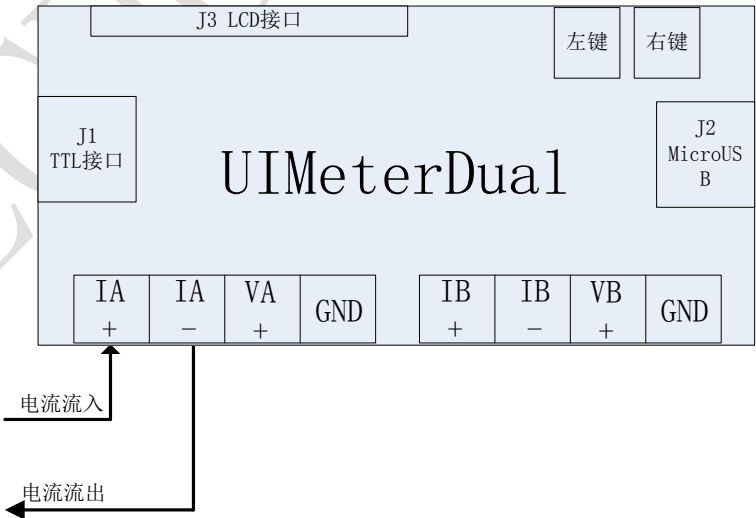 J3 LCD接口
左键
右键
J1
TTL接口
UIMeterDual
J2
MicroUS
B
IA
+
IA
−
VA
+
GND
IB
+
IB
−
VB
+
GND
电流流入
电流流出